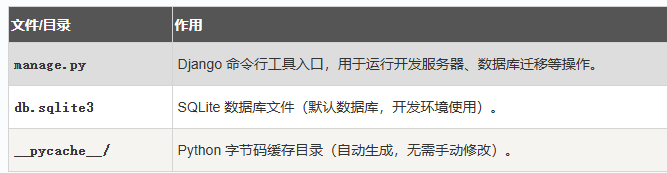 文件/目录 作用
manage.py Django 命令行工具入口，用于运行开发服务器、数据库迁移等操作。
db.sqlite3 SQLite 数据库文件（默认数据库，开发环境使用）。
__pycache__/ Python 字节码缓存目录（自动生成，无需手动修改）。